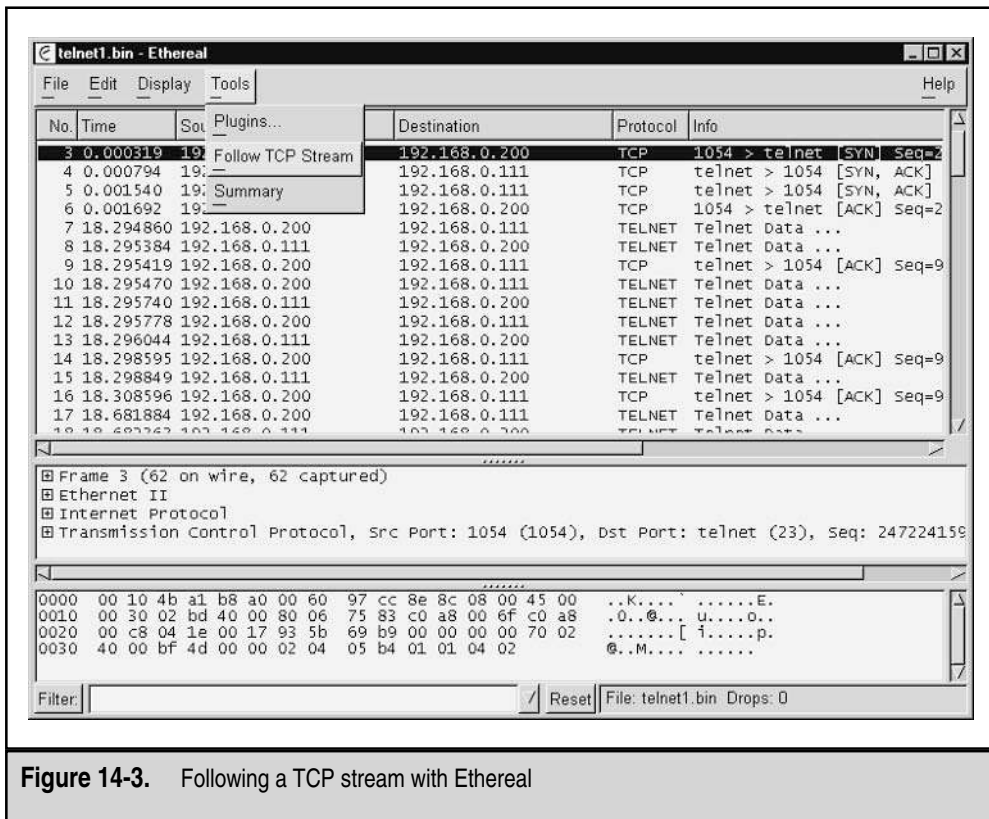 telnet1.bin - Ethereal
File Edit Display Tools Help
Plugins...
Follow TCP Stream
Summary
No. Time Sou Destination Protocol Info
3 0.000319 19 192.168.0.200 TCP 1054 > telnet [SYN] Seq=2
4 0.000794 19 192.168.0.111 TCP telnet > 1054 [SYN, ACK]
5 0.001540 19 192.168.0.111 TCP telnet > 1054 [SYN, ACK]
6 0.001692 19 192.168.0.200 TCP 1054 > telnet [ACK] Seq=2
7 18.294860 192.168.0.200 192.168.0.111 TELNET Telnet Data ...
8 18.295384 192.168.0.111 192.168.0.200 TELNET Telnet Data ...
9 18.295419 192.168.0.200 192.168.0.111 TCP telnet > 1054 [ACK] Seq=9
10 18.295470 192.168.0.200 192.168.0.111 TELNET Telnet Data ...
11 18.295740 192.168.0.111 192.168.0.200 TELNET Telnet Data ...
12 18.295778 192.168.0.200 192.168.0.111 TELNET Telnet Data ...
13 18.296044 192.168.0.111 192.168.0.200 TELNET Telnet Data ...
14 18.298595 192.168.0.200 192.168.0.111 TCP telnet > 1054 [ACK] Seq=9
15 18.298849 192.168.0.111 192.168.0.200 TELNET Telnet Data ...
16 18.308596 192.168.0.200 192.168.0.111 TCP telnet > 1054 [ACK] Seq=9
17 18.681884 192.168.0.200 192.168.0.111 TELNET Telnet Data ...
Frame 3 (62 on wire, 62 captured)
Ethernet II
Internet Protocol
Transmission Control Protocol, Src Port: 1054 (1054), Dst Port: telnet (23), Seq: 247224159
0000 00 10 4b a1 b8 a0 00 60 97 cc 8e 8c 08 00 45 00 ..K....` ......E.
0010 00 30 02 bd 40 00 80 06 75 83 c0 a8 00 6f c0 a8 .0..@... u....o..
0020 00 c8 04 1e 00 17 93 5b 69 b9 00 00 00 00 70 02 .......[ i.....p.
0030 40 00 bf 4d 00 00 02 04 05 b4 01 01 04 02 @..M.... ......
Filter: Reset File: telnet1.bin Drops: 0
Figure 14-3. Following a TCP stream with Ethereal